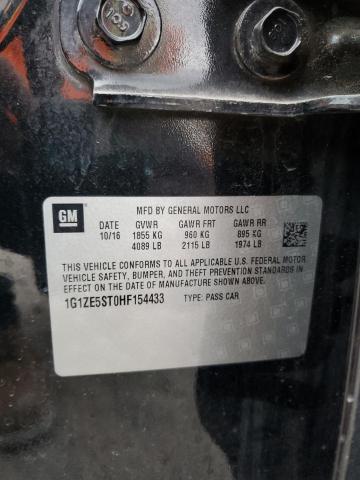 GM
MFD BY GENERAL MOTORS LLC
DATE GVWR GAWR FRT GAWR RR
10/16 1855 KG 960 KG 895 KG
4089 LB 2115 LB 1974 LB
THIS VEHICLE CONFORMS TO ALL APPLICABLE U.S. FEDERAL MOTOR
VEHICLE SAFETY, BUMPER, AND THEFT PREVENTION STANDARDS
IN EFFECT ON THE DATE OF MANUFACTURE SHOWN ABOVE.
1G1ZE5ST0HF154433 TYPE: PASS CAR